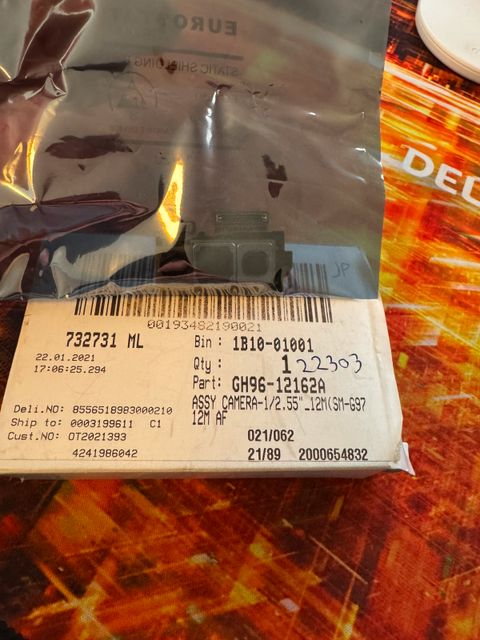 EURO
STATIC SHIELDING
DEL
00193482190021
732731 ML
Bin : 1B10-01001
22.01.2021
17:06:25.294
Qty : 1 22303
Part: GH96-12162A
ASSY CAMERA-1/2.55"_12M(SM-G97
12M AF
Deli.NO: 8556518983000210
Ship to: 0003199611 C1
Cust.NO: OT2021393
021/062
4241986042
21/89 2000654832